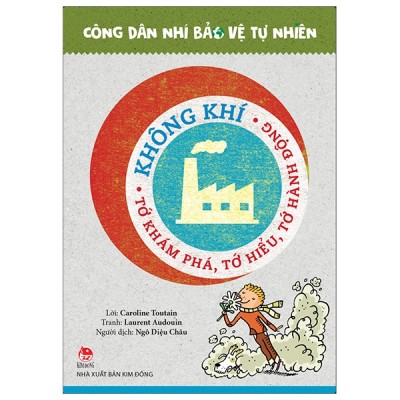 CÔNG DÂN NHÍ BẢO VỆ TỰ NHIÊN
KHÔNG KHÍ
• TỚ KHÁM PHÁ, TỚ HIỂU, TỚ HÀNH ĐỘNG •
Lời: Caroline Toutain
Tranh: Laurent Audouin
Người dịch: Ngô Diệu Châu
NHÀ XUẤT BẢN KIM ĐỒNG